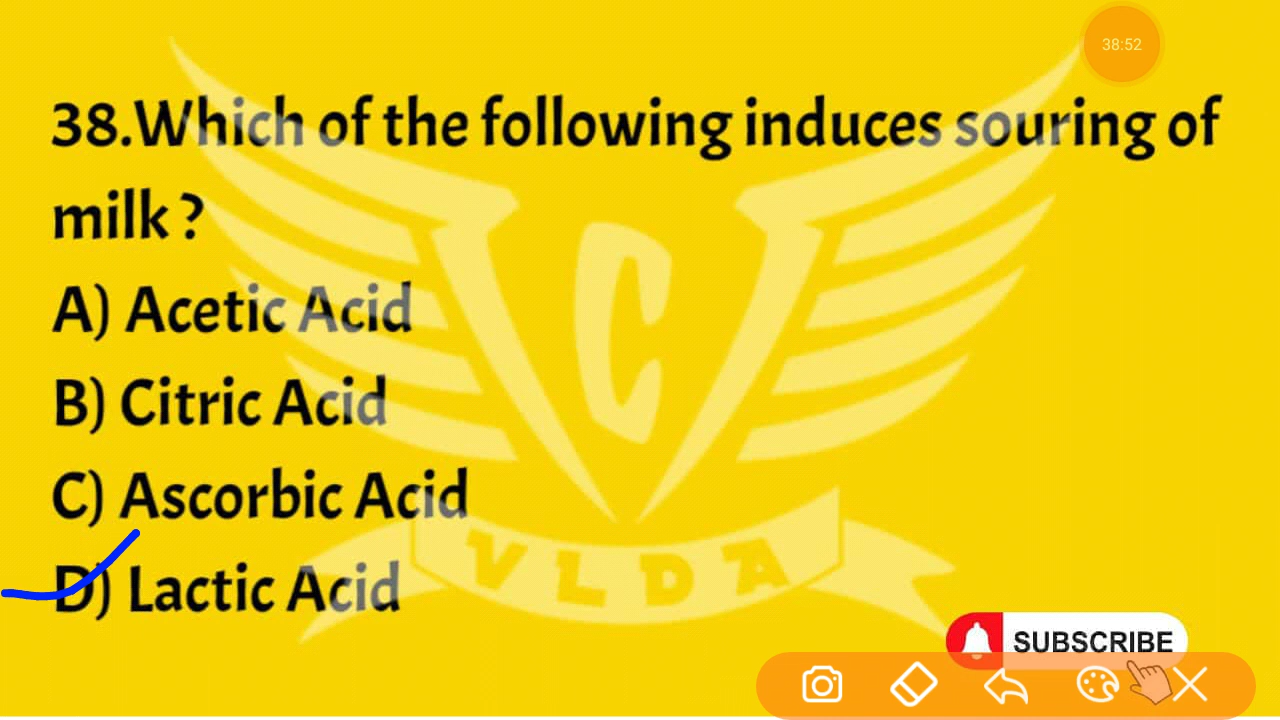 38:52
38.Which of the following induces souring of
milk ?
A) Acetic Acid
B) Citric Acid
C) Ascorbic Acid
D) Lactic Acid
C
VLDA
SUBSCRIBE